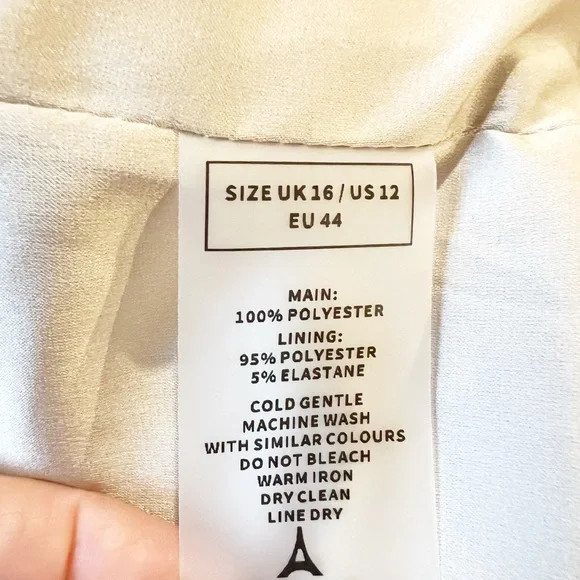 SIZE UK 16 / US 12
EU 44
MAIN:
100% POLYESTER
LINING:
95% POLYESTER
5% ELASTANE
COLD GENTLE
MACHINE WASH
WITH SIMILAR COLOURS
DO NOT BLEACH
WARM IRON
DRY CLEAN
LINE DRY